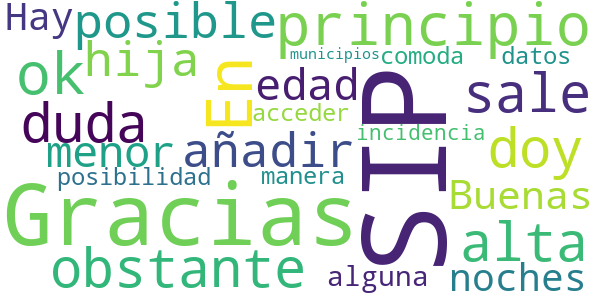 Hay
posible
principio
ok
hija
En
municipios
comoda
datos
edad
SIP
sale
duda
acceder
menor
añadir
incidencia
doy
posibilidad
manera
Gracias
Buenas
obstante
alguna
alta
noches